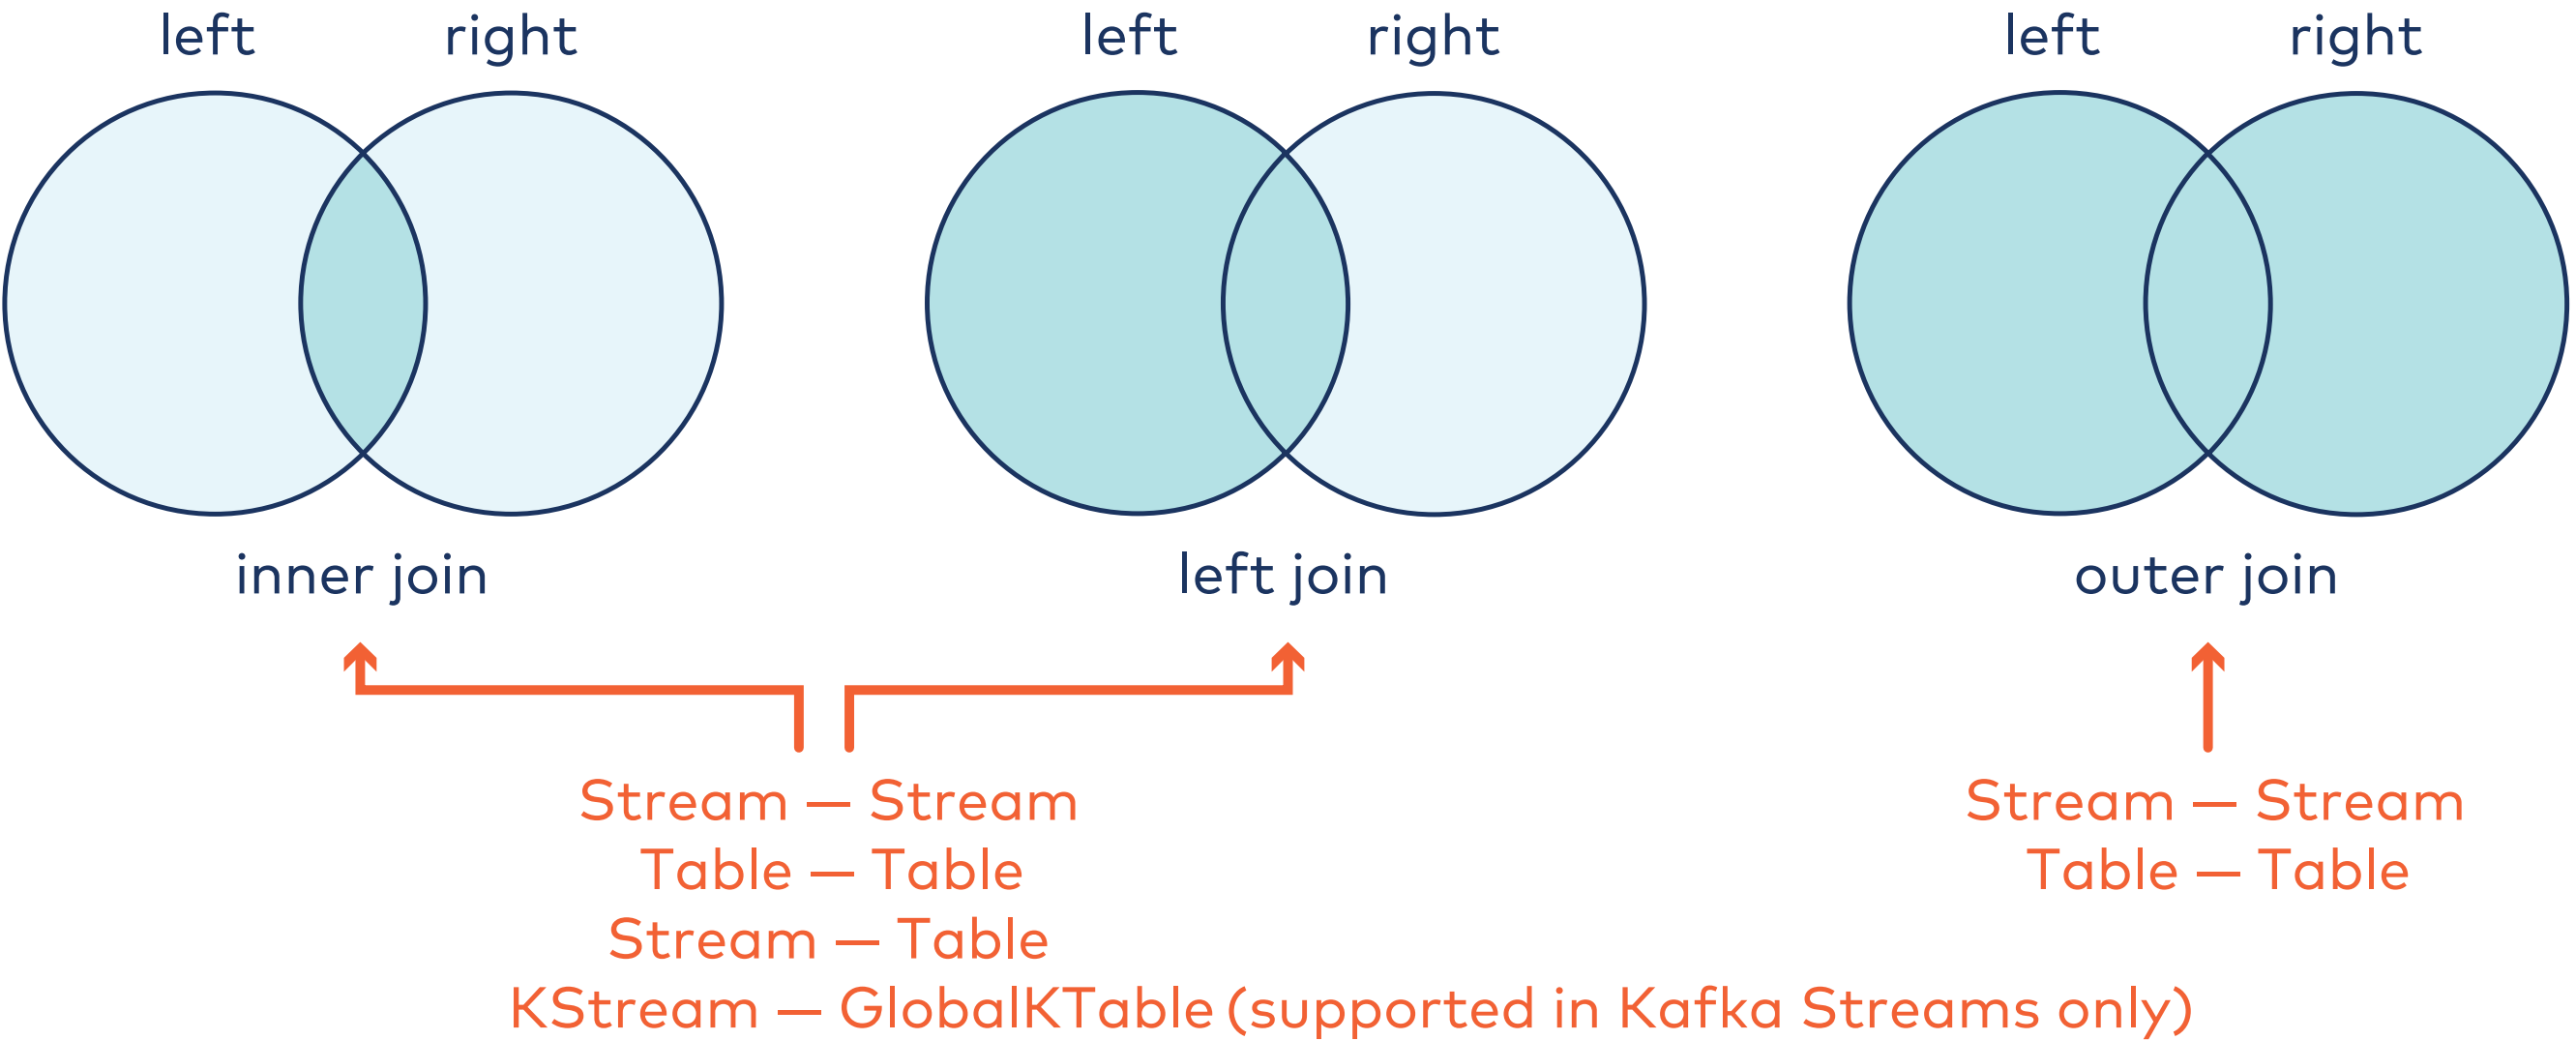 left right
left right
left right
inner join
left join
outer join
Stream — Stream
Table — Table
Stream — Table
KStream — GlobalKTable (supported in Kafka Streams only)
Stream — Stream
Table — Table